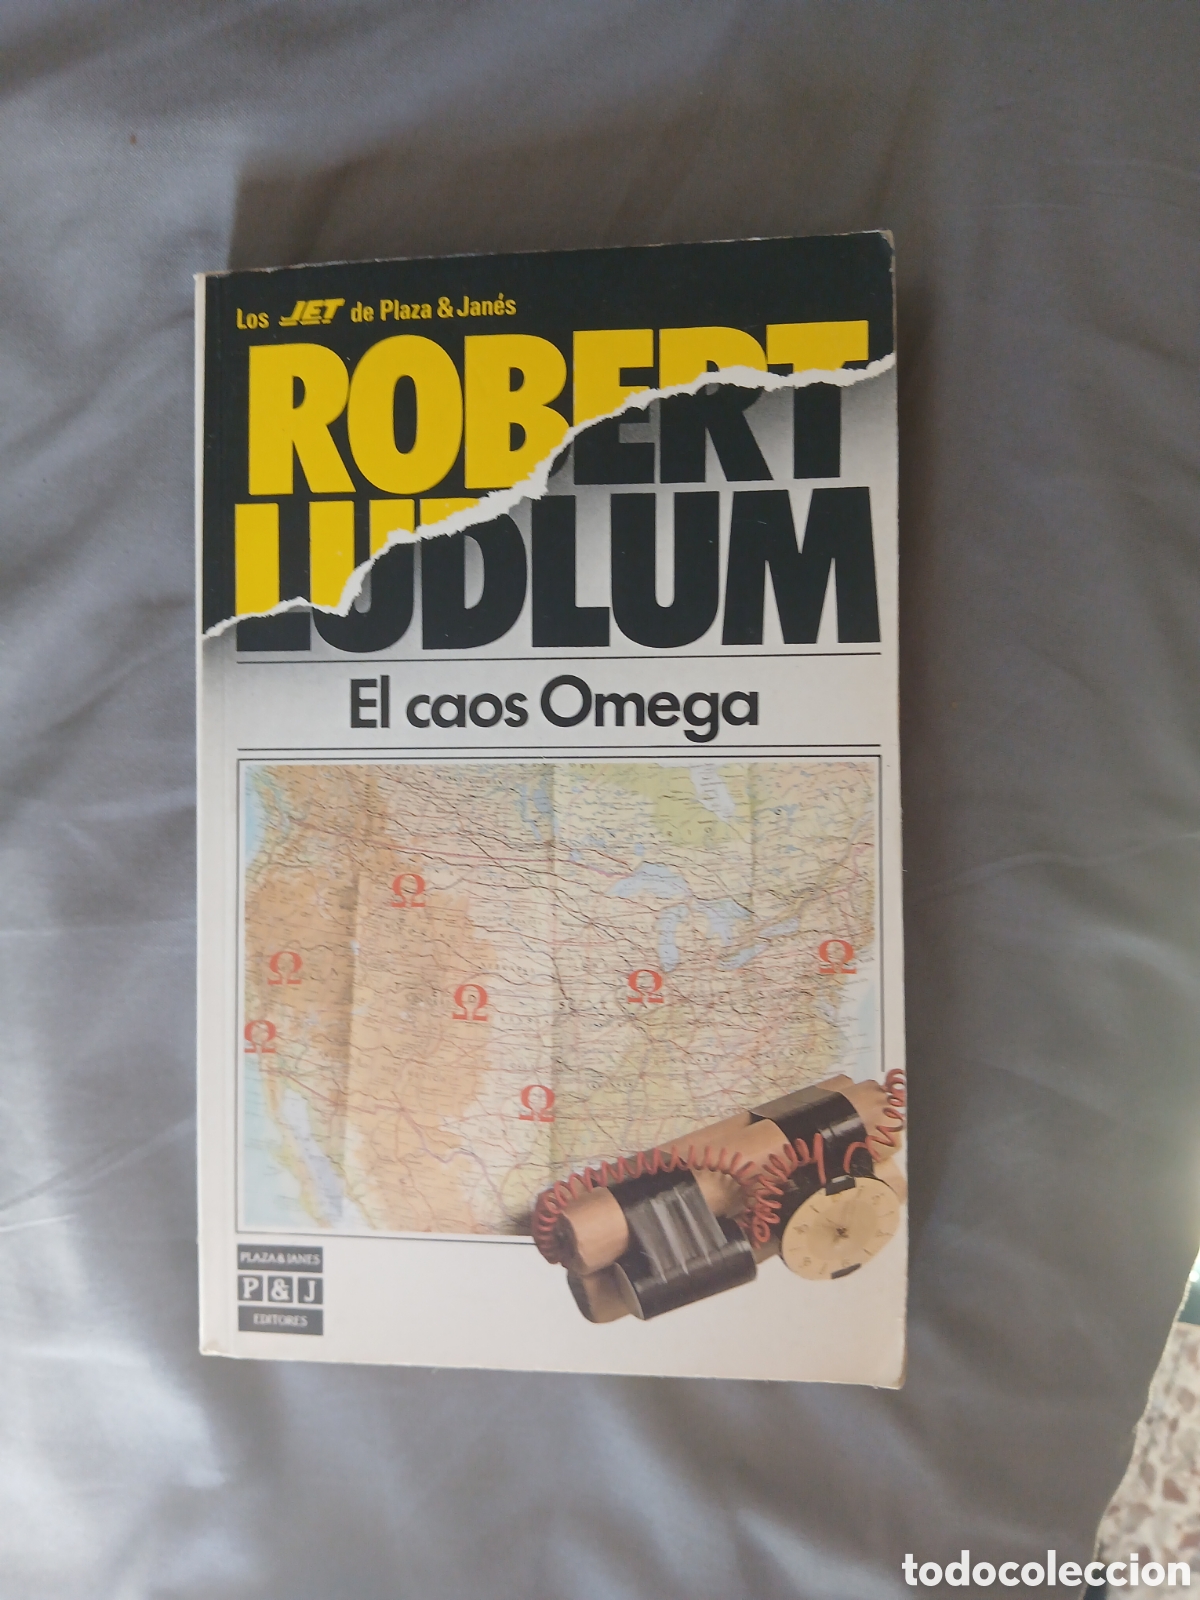 Los JET de Plaza & Janés
ROBERT
LUDLUM
El caos Omega
Ω
Ω
Ω
Ω
Ω
Ω
Ω
PLAZA & JANES
P & J
EDITORES
todocoleccion